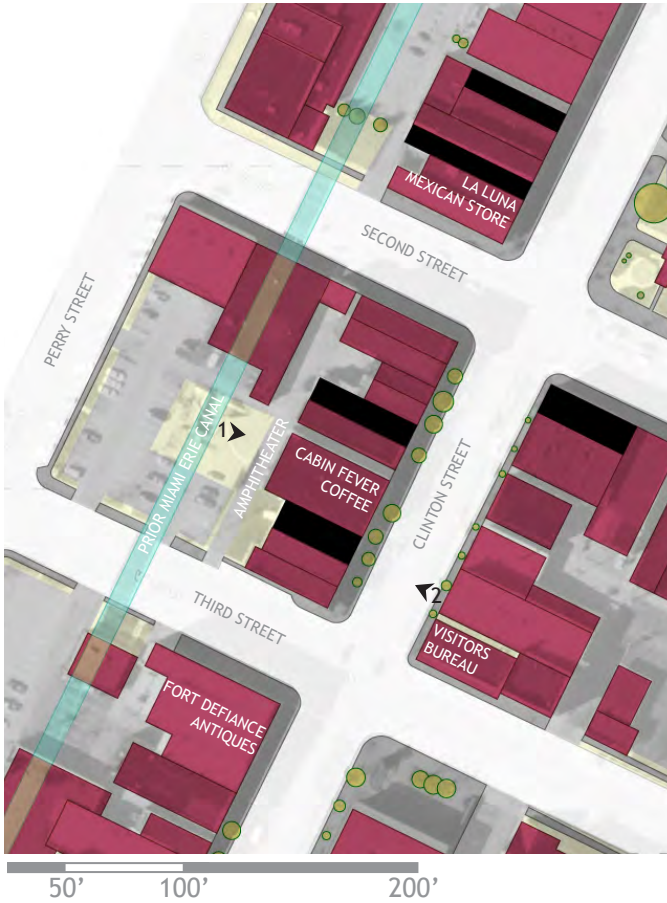 LA LUNA
MEXICAN STORE
SECOND STREET
PERRY STREET
PRIOR MIAMI ERIE CANAL
1
AMPHITHEATER
CABIN FEVER
COFFEE
CLINTON STREET
2
THIRD STREET
VISITORS
BUREAU
FORT DEFIANCE
ANTIQUES
50' 100' 200'